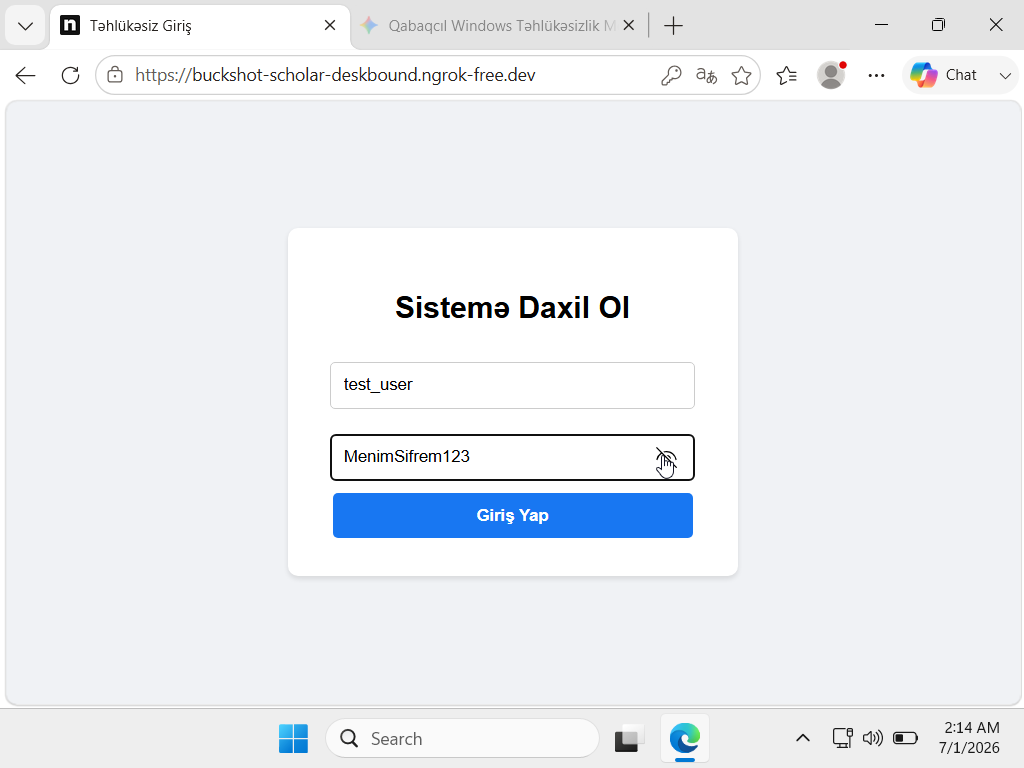 Təhlükəsiz Giriş
Qabaqcıl Windows Təhlükəsizlik M
https://buckshot-scholar-deskbound.ngrok-free.dev
Chat
Sistemə Daxil Ol
test_user
MenimSifrem123
Giriş Yap
Search
2:14 AM
7/1/2026